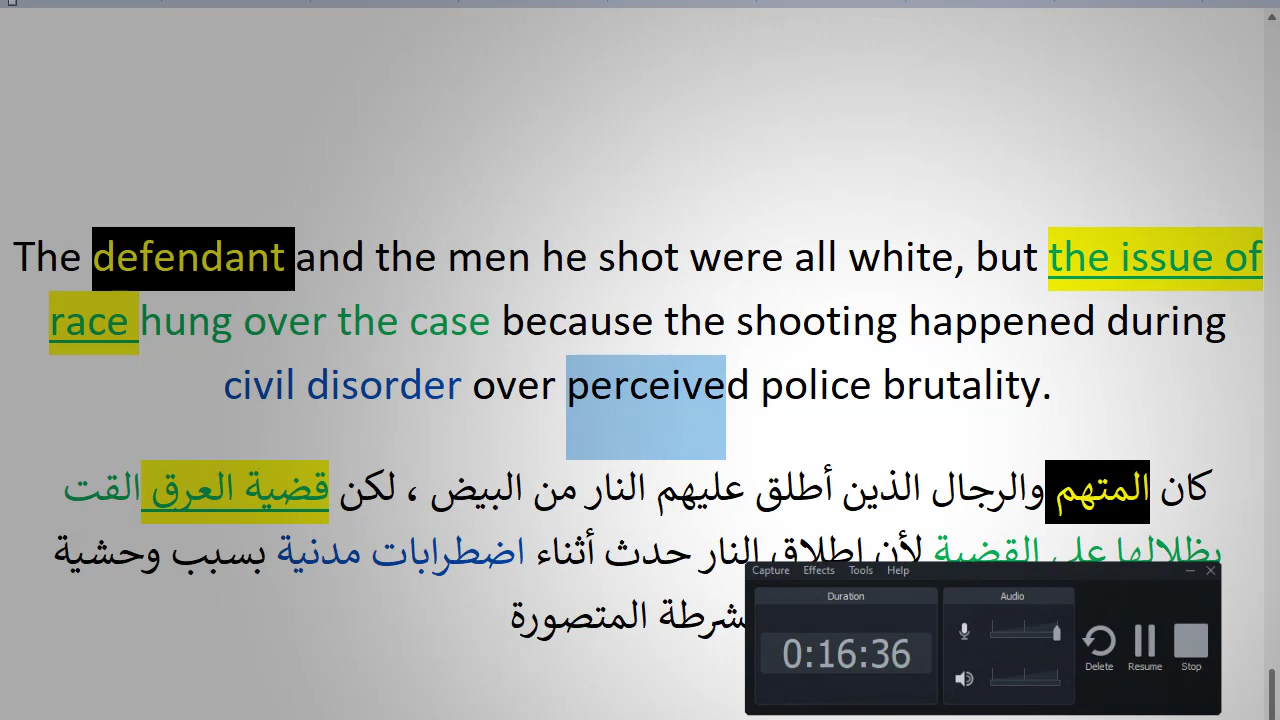 The defendant and the men he shot were all white, but the issue of
race hung over the case because the shooting happened during
civil disorder over perceived police brutality.
كان المتهم والرجال الذين أطلق عليهم النار من البيض ، لكن قضية العرق القت
بظلالها على القضية لأن إطلاق النار حدث أثناء اضطرابات مدنية بسبب وحشية
المتصورة
Capture Effects Tools Help
Duration Audio
0:16:36
Delete Resume Stop